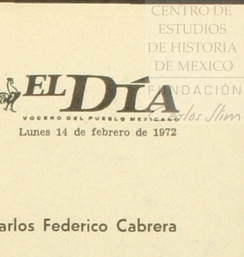 CENTRO DE
ESTUDIOS
DE HISTORIA
DE MEXICO
FUNDACIÓN
Carlos Slim
EL DÍA
VOCERO DEL PUEBLO MEXICANO
Lunes 14 de febrero de 1972
arlos Federico Cabrera